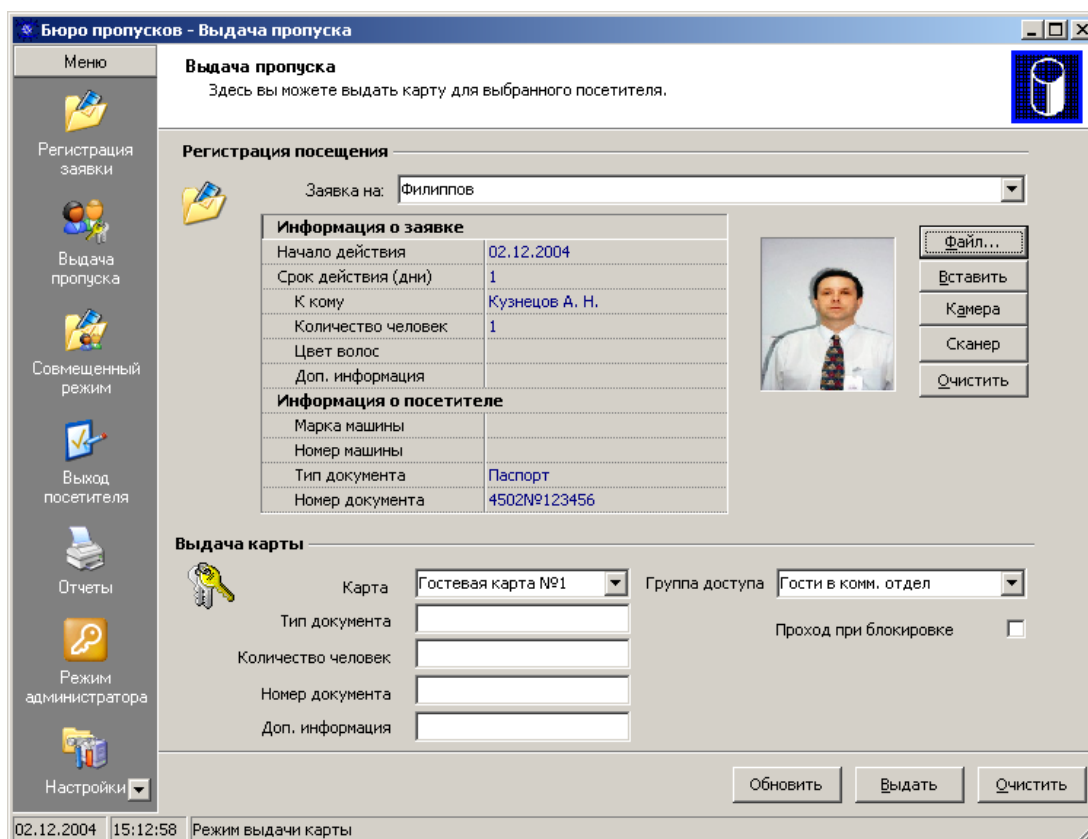 Бюро пропусков - Выдача пропуска
Меню
Регистрация
заявки
Выдача
пропуска
Совмещенный
режим
Выход
посетителя
Отчеты
Режим
администратора
Настройки
Выдача пропуска
Здесь вы можете выдать карту для выбранного посетителя.
Регистрация посещения
Заявка на: Филиппов
Информация о заявке
Начало действия 02.12.2004
Срок действия (дни) 1
К кому Кузнецов А. Н.
Количество человек 1
Цвет волос
Доп. информация
Информация о посетителе
Марка машины
Номер машины
Тип документа Паспорт
Номер документа 4502№123456
Файл...
Вставить
Камера
Сканер
Очистить
Выдача карты
Карта Гостевая карта №1 Группа доступа Гости в комм. отдел
Тип документа Проход при блокировке
Количество человек
Номер документа
Доп. информация
Обновить Выдать Очистить
02.12.2004 15:12:58 Режим выдачи карты